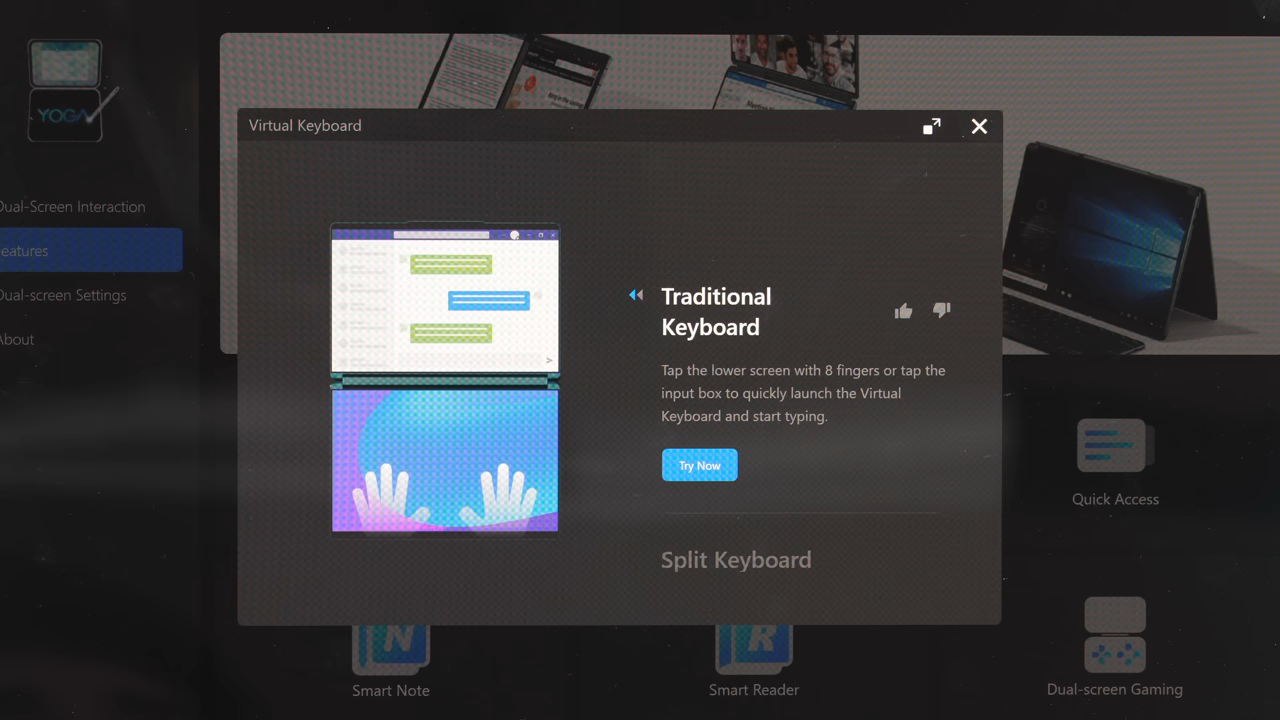 YOGA
Virtual Keyboard
Dual-Screen Interaction
eatures
Dual-screen Settings
About
Traditional
Keyboard
Tap the lower screen with 8 fingers or tap the
input box to quickly launch the Virtual
Keyboard and start typing.
Try Now
Split Keyboard
Quick Access
N
Smart Note
R
Smart Reader
Dual-screen Gaming